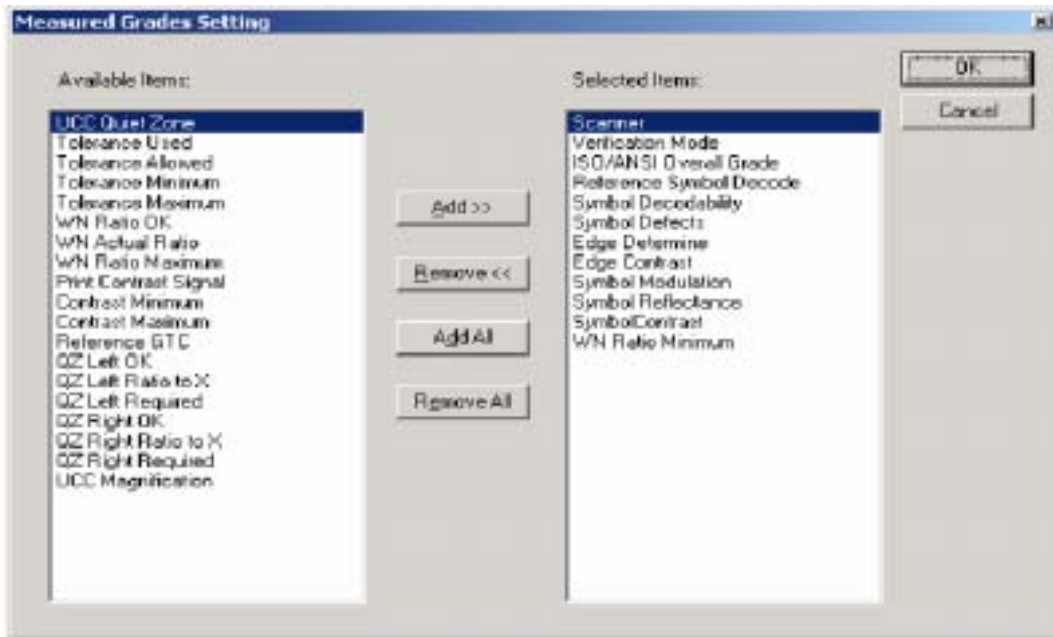 Measured Grades Setting
Available Items:
UCC Quiet Zone
Tolerance Used
Tolerance Allowed
Tolerance Minimum
Tolerance Maximum
WN Ratio OK
WN Actual Ratio
WN Ratio Maximum
Print Contrast Signal
Contrast Minimum
Contrast Maximum
Reference GTC
QZ Left OK
QZ Left Ratio to X
QZ Left Required
QZ Right OK
QZ Right Ratio to X
QZ Right Required
UCC Magnification
Add >>
Remove <<
Add All
Remove All
Selected Items:
Scanner
Verification Mode
ISO/ANSI Overall Grade
Reference Symbol Decode
Symbol Decodability
Symbol Defects
Edge Determine
Edge Contrast
Symbol Modulation
Symbol Reflectance
SymbolContrast
WN Ratio Minimum
OK
Cancel